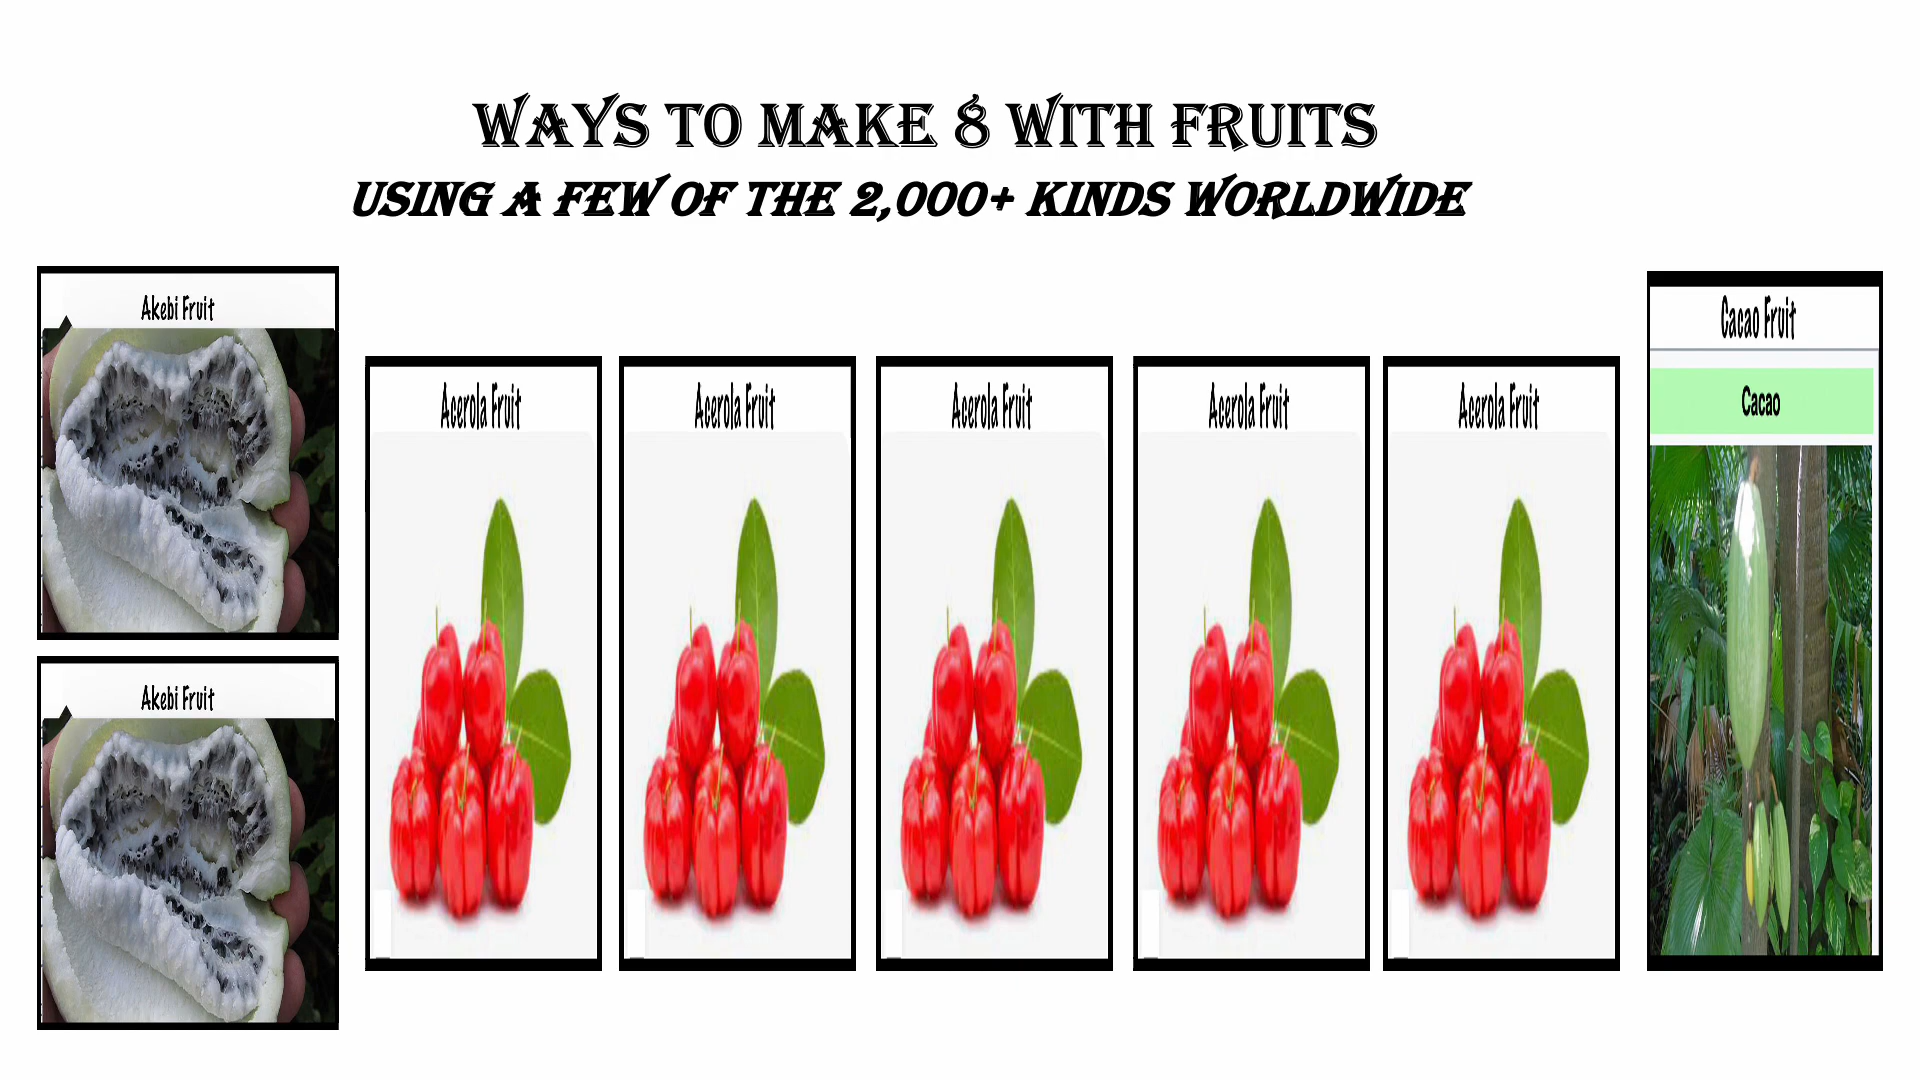 WAYS TO MAKE 8 WITH FRUITS
USING A FEW OF THE 2,000+ KINDS WORLDWIDE
Akebi Fruit
Akebi Fruit
Acerola Fruit
Acerola Fruit
Acerola Fruit
Acerola Fruit
Acerola Fruit
Cacao Fruit
Cacao